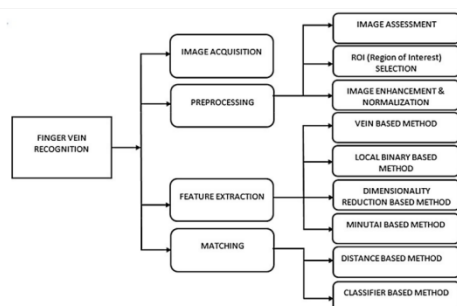 FINGER VEIN
RECOGNITION
IMAGE ACQUISITION
PREPROCESSING
FEATURE EXTRACTION
MATCHING
IMAGE ASSESSMENT
ROI (Region of Interest)
SELECTION
IMAGE ENHANCEMENT &
NORMALIZATION
VEIN BASED METHOD
LOCAL BINARY BASED
METHOD
DIMENSIONALITY
REDUCTION BASED METHOD
MINUTAI BASED METHOD
DISTANCE BASED METHOD
CLASSIFIER BASED METHOD